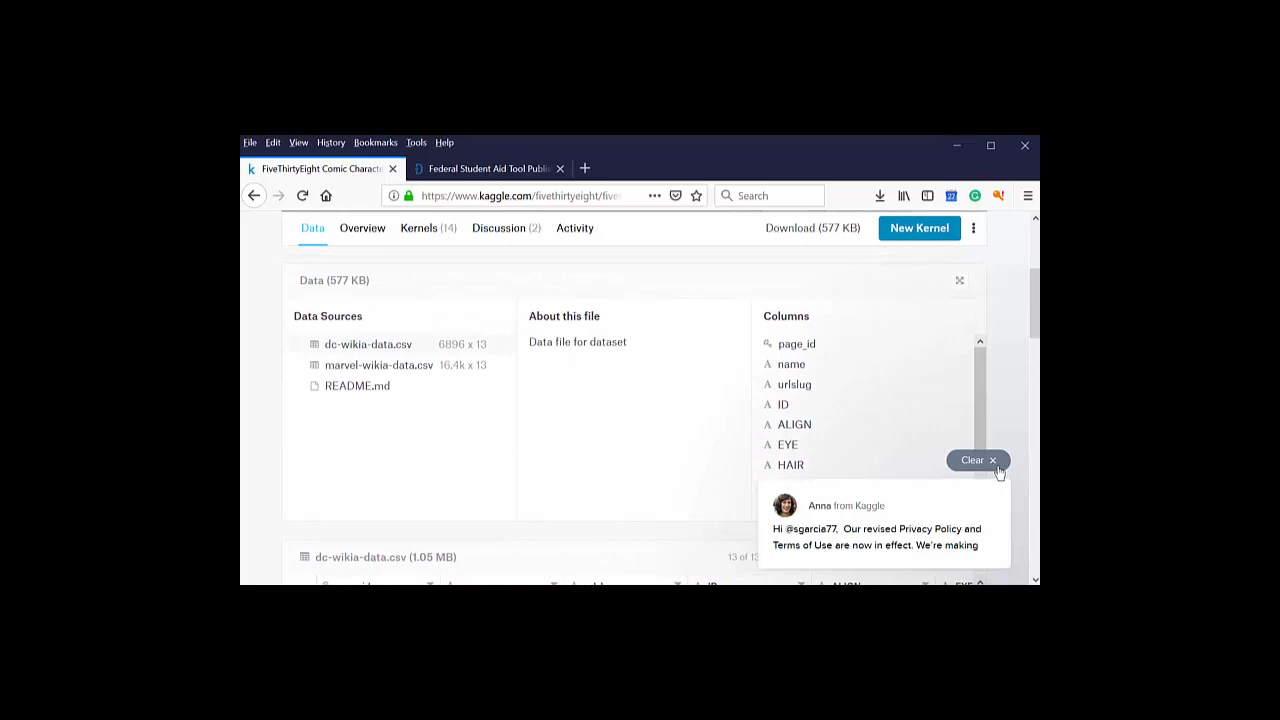 File Edit View History Bookmarks Tools Help
FiveThirtyEight Comic Characte
Federal Student Aid Tool Publi
https://www.kaggle.com/fivethirtyeight/five
Search
27
Data Overview Kernels (14) Discussion (2) Activity Download (577 KB) New Kernel
Data (577 KB)
Data Sources
dc-wikia-data.csv 6896 x 13
marvel-wikia-data.csv 16.4k x 13
README.md
About this file
Data file for dataset
Columns
page_id
A name
A urlslug
A ID
A ALIGN
A EYE
A HAIR
Clear ×
Anna from Kaggle
Hi @sgarcia77, Our revised Privacy Policy and
Terms of Use are now in effect. We're making
dc-wikia-data.csv (1.05 MB) 13 of 13
ID ALIGN EYE